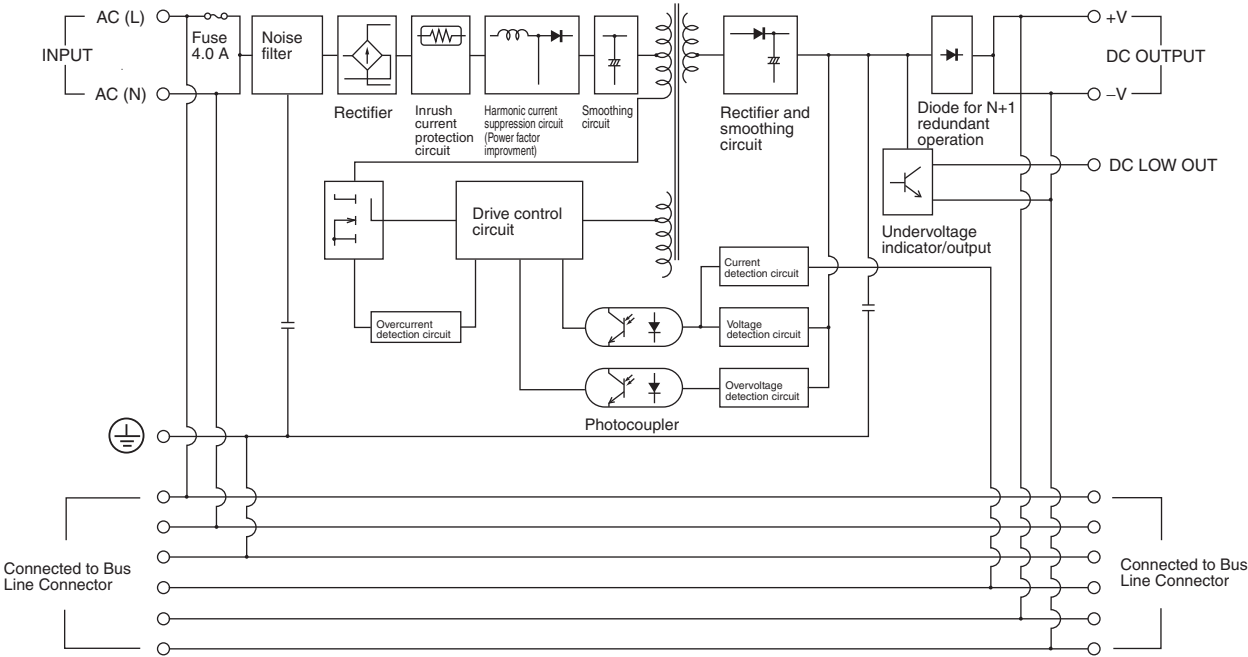 AC (L)
INPUT
AC (N)
Fuse
4.0 A
Noise
filter
Rectifier
Inrush
current
protection
circuit
Harmonic current
suppression circuit
(Power factor
improvment)
Smoothing
circuit
Rectifier and
smoothing
circuit
Diode for N+1
redundant
operation
+V
DC OUTPUT
–V
DC LOW OUT
Undervoltage
indicator/output
Drive control
circuit
Overcurrent
detection circuit
Current
detection circuit
Voltage
detection circuit
Overvoltage
detection circuit
Photocoupler
Connected to Bus
Line Connector
Connected to Bus
Line Connector